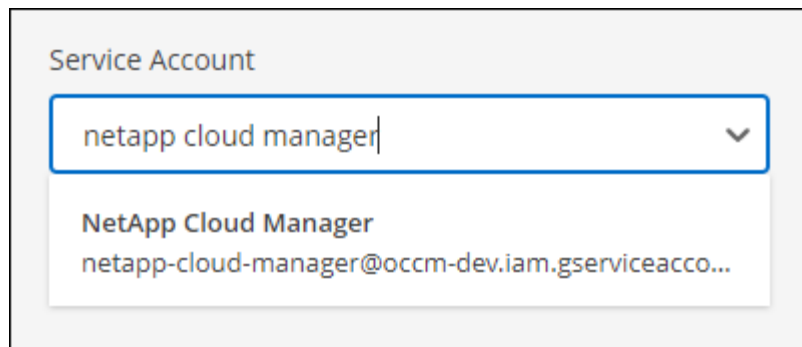 Service Account
netapp cloud manager
NetApp Cloud Manager
netapp-cloud-manager@occm-dev.iam.gserviceacco...